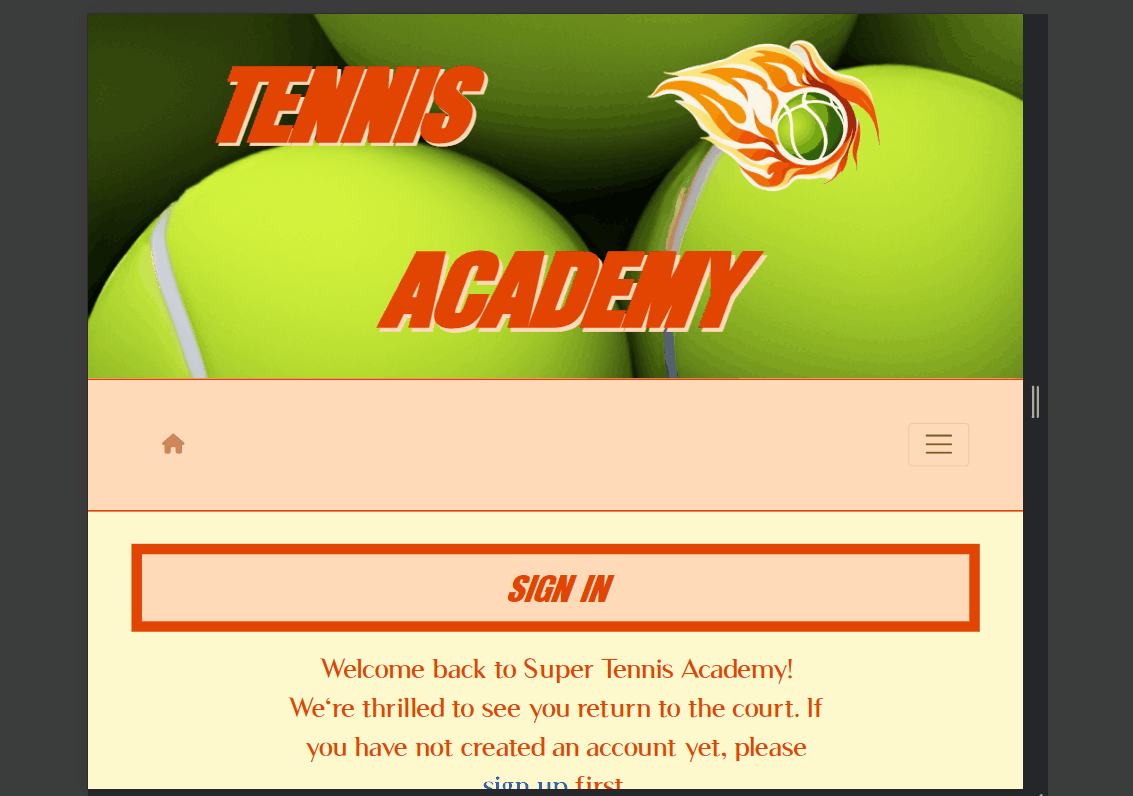 TENNIS
ACADEMY
SIGN IN
Welcome back to Super Tennis Academy!
We‘re thrilled to see you return to the court. If
you have not created an account yet, please
sign up first